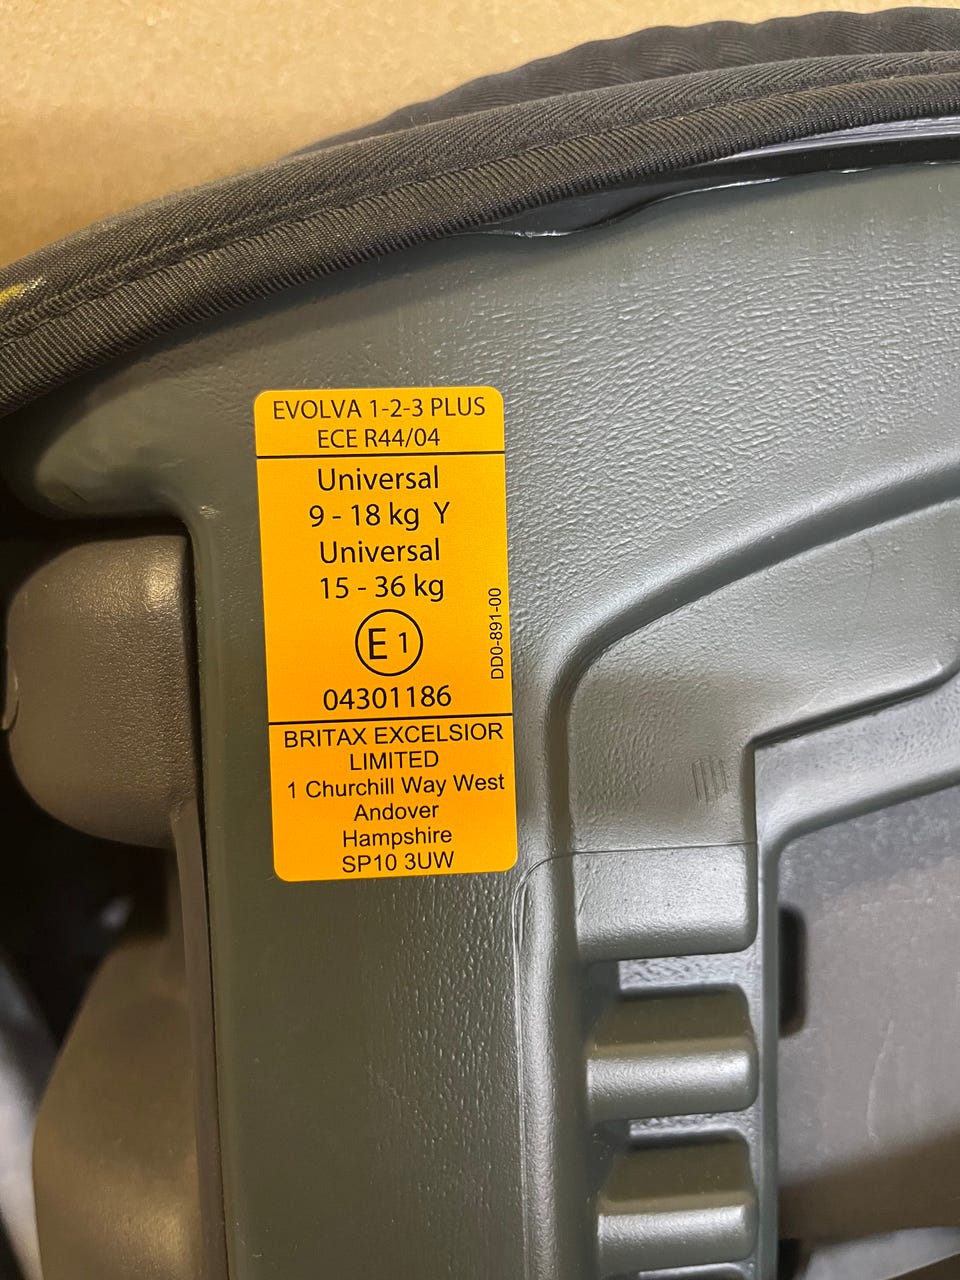 EVOLVA 1-2-3 PLUS
ECE R44/04
Universal
9 - 18 kg Y
Universal
15 - 36 kg
E 1
04301186
DD0-891-00
BRITAX EXCELSIOR
LIMITED
1 Churchill Way West
Andover
Hampshire
SP10 3UW